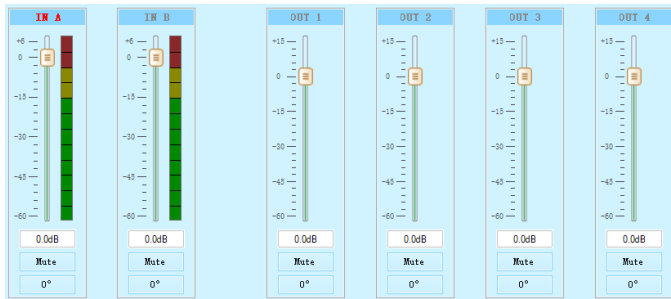 IN A IN B OUT 1 OUT 2 OUT 3 OUT 4
+6 +6 +15 +15 +15 +15
0 0 0 0 0 0
-15 -15 -15 -15 -15 -15
-30 -30 -30 -30 -30 -30
-45 -45 -45 -45 -45 -45
-60 -60 -60 -60 -60 -60
0.0dB 0.0dB 0.0dB 0.0dB 0.0dB 0.0dB
Mute Mute Mute Mute Mute Mute
0° 0° 0° 0° 0° 0°